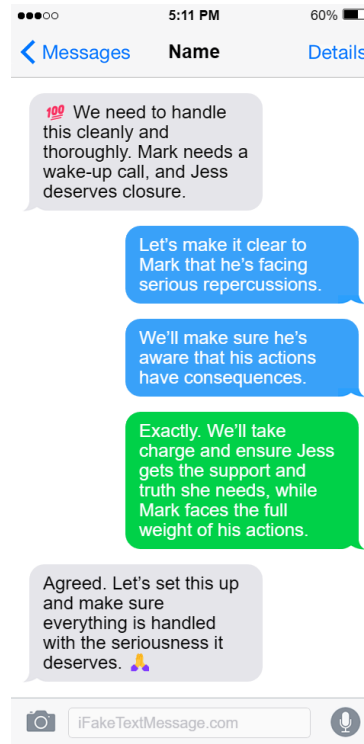 5:11 PM
60%
Messages
Name
Details
💯 We need to handle
this cleanly and
thoroughly. Mark needs a
wake-up call, and Jess
deserves closure.
Let's make it clear to
Mark that he's facing
serious repercussions.
We'll make sure he's
aware that his actions
have consequences.
Exactly. We'll take
charge and ensure Jess
gets the support and
truth she needs, while
Mark faces the full
weight of his actions.
Agreed. Let's set this up
and make sure
everything is handled
with the seriousness it
deserves. 🙏
iFakeTextMessage.com